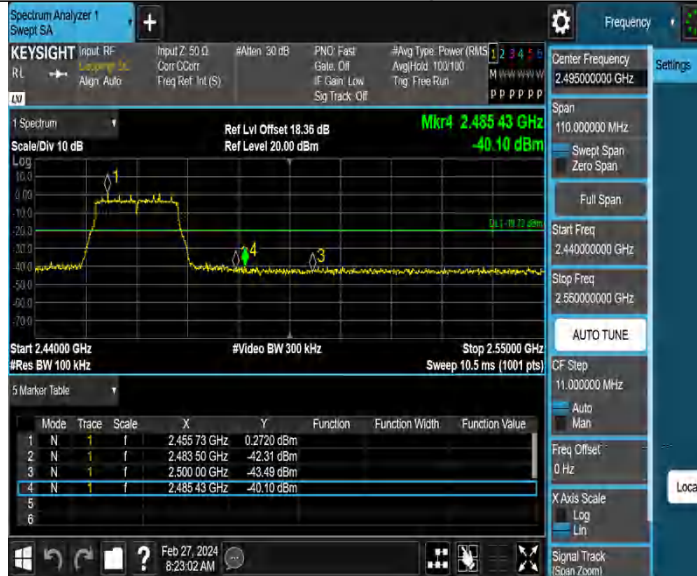 Spectrum Analyzer 1
Swept SA
+
Frequency
KEYSIGHT
RL
Input: RF
Align: Auto
Input Z: 50 Ω
Corr CCorr
Freq Ref: Int (S)
#Atten: 30 dB
PNO: Fast
Gate: Off
IF Gain: Low
Sig Track: Off
#Avg Type: Power (RMS
Avg|Hold: 100/100
Trig: Free Run
1 2 3 4 5 6
M W W W W W
P P P P P P
1 Spectrum
Scale/Div 10 dB
Ref Lvl Offset 18.36 dB
Ref Level 20.00 dBm
Mkr4 2.485 43 GHz
-40.10 dBm
Log
10.0
0.00
-10.0
-20.0
-30.0
-40.0
-50.0
-60.0
-70.0
1
4
3
DL1 -19.72 dBm
Start 2.44000 GHz
#Video BW 300 kHz
Stop 2.55000 GHz
#Res BW 100 kHz
Sweep 10.5 ms (1001 pts)
5 Marker Table
Mode Trace Scale X Y Function Function Width Function Value
1 N 1 f 2.455 73 GHz 0.2720 dBm
2 N 1 f 2.483 50 GHz -42.31 dBm
3 N 1 f 2.500 00 GHz -43.49 dBm
4 N 1 f 2.485 43 GHz -40.10 dBm
5
6
?
Feb 27, 2024
8:23:02 AM
Center Frequency
2.495000000 GHz
Settings
Span
110.000000 MHz
Swept Span
Zero Span
Full Span
Start Freq
2.440000000 GHz
Stop Freq
2.550000000 GHz
AUTO TUNE
CF Step
11.000000 MHz
Auto
Man
Freq Offset
0 Hz
X Axis Scale
Log
Lin
Loca
Signal Track
(Span Zoom)